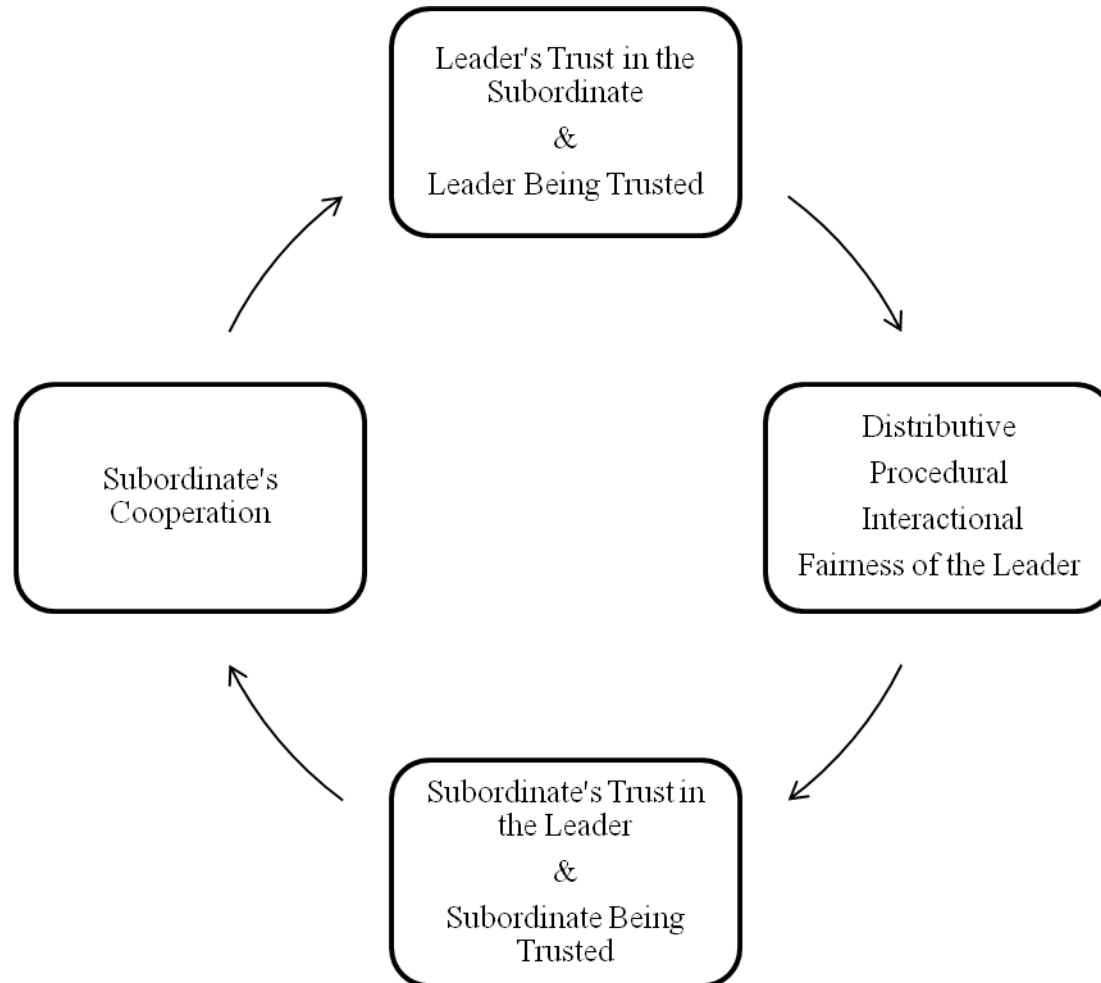 Leader's Trust in the
Subordinate
&
Leader Being Trusted
Distributive
Procedural
Interactional
Fairness of the Leader
Subordinate's
Cooperation
Subordinate's Trust in
the Leader
&
Subordinate Being
Trusted